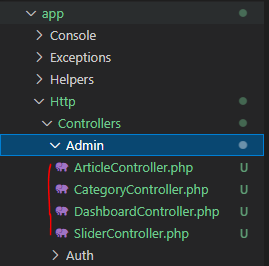 app
Console
Exceptions
Helpers
Http
Controllers
Admin
ArticleController.php U
CategoryController.php U
DashboardController.php U
SliderController.php U
Auth